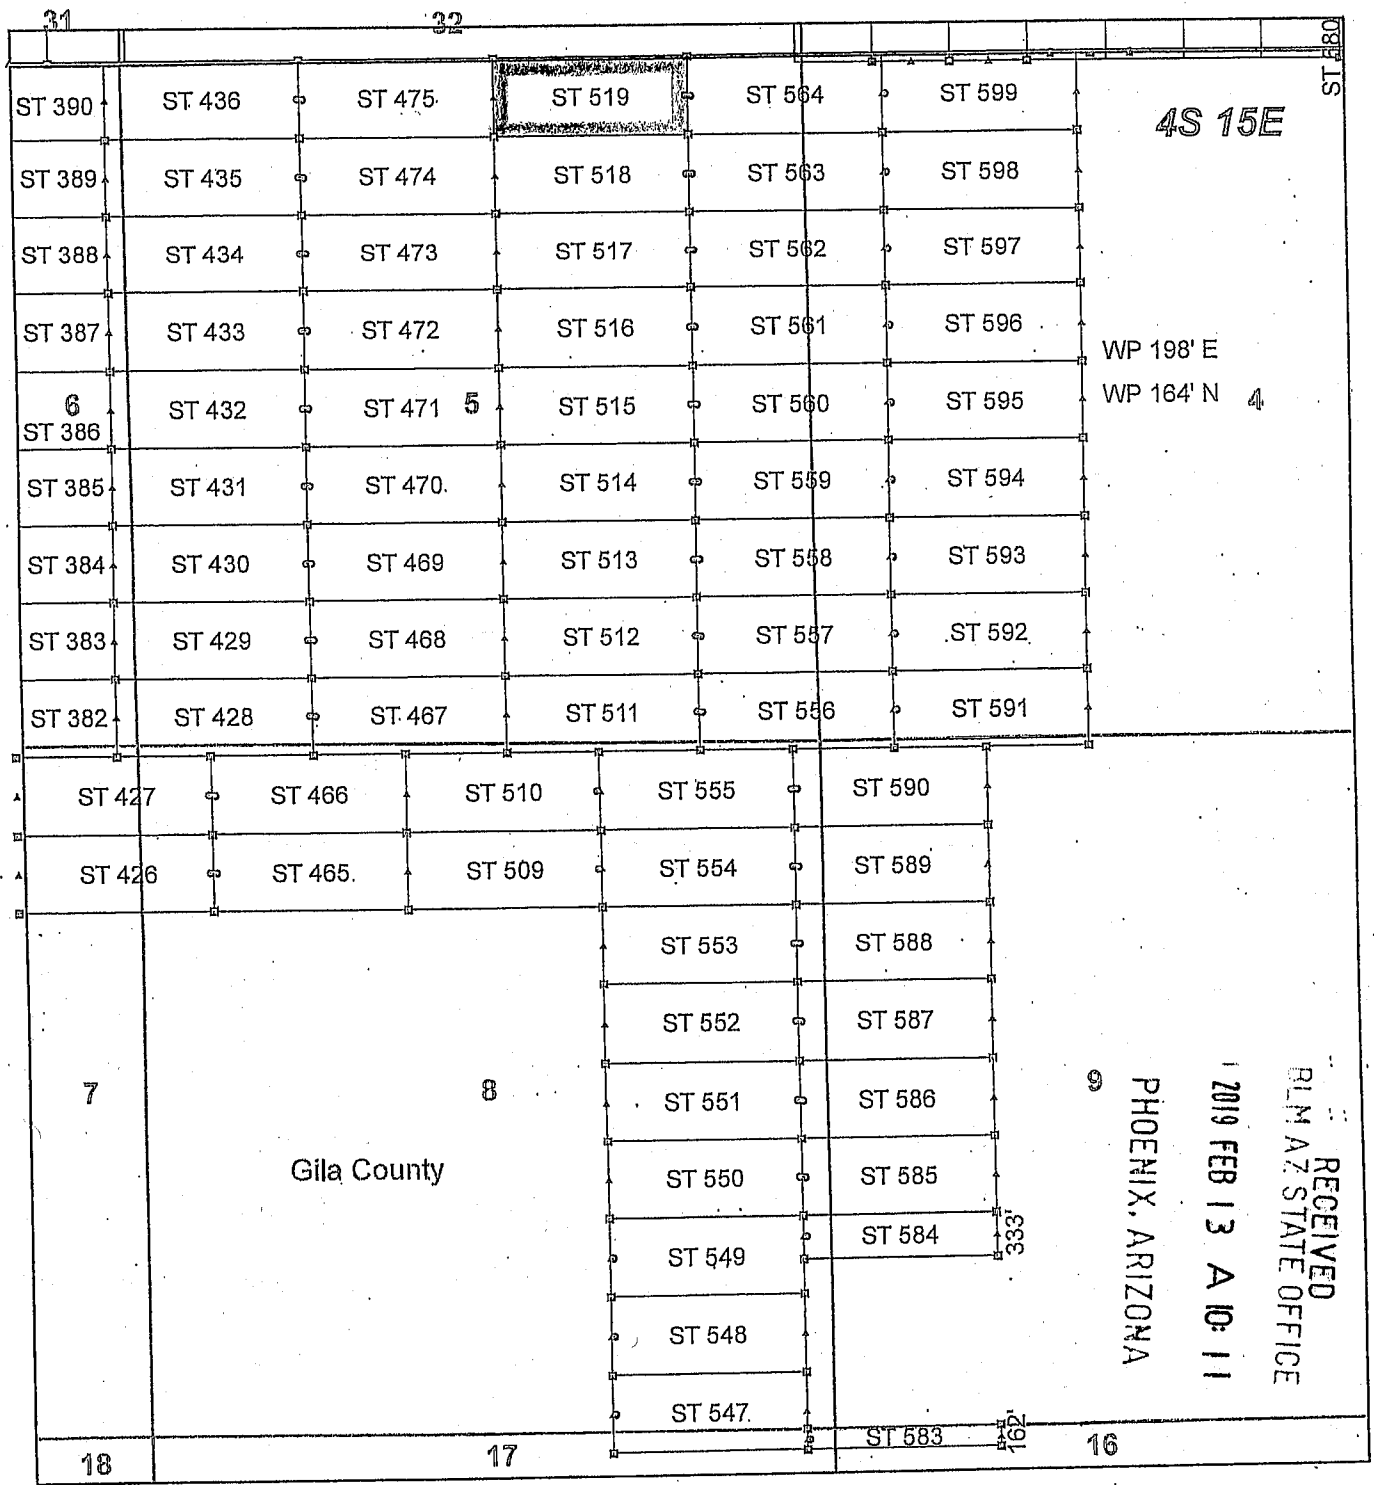 31 32
ST 680
ST 390 ST 436 ST 475 ST 519 ST 564 ST 599
4S 15E
ST 389 ST 435 ST 474 ST 518 ST 563 ST 598
ST 388 ST 434 ST 473 ST 517 ST 562 ST 597
ST 387 ST 433 ST 472 ST 516 ST 561 ST 596
WP 198' E
WP 164' N 4
6
ST 386 ST 432 ST 471 5 ST 515 ST 560 ST 595
ST 385 ST 431 ST 470 ST 514 ST 559 ST 594
ST 384 ST 430 ST 469 ST 513 ST 558 ST 593
ST 383 ST 429 ST 468 ST 512 ST 557 ST 592
ST 382 ST 428 ST 467 ST 511 ST 556 ST 591
ST 427 ST 466 ST 510 ST 555 ST 590
ST 426 ST 465 ST 509 ST 554 ST 589
ST 553 ST 588
ST 552 ST 587
7 8 ST 551 ST 586 9
Gila County
ST 550 ST 585
ST 549 ST 584 333'
ST 548
ST 547
ST 583 162'
18 17 16
RECEIVED
BLM AZ STATE OFFICE
2019 FEB 13 A 10: 11
PHOENIX, ARIZONA